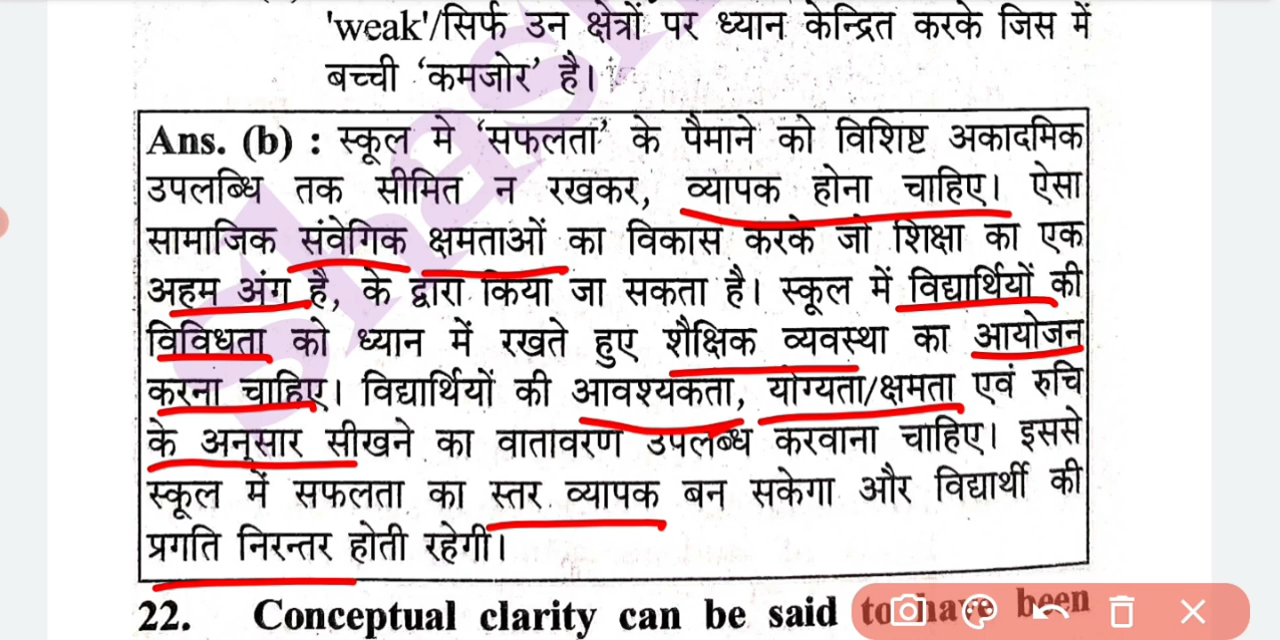 'weak'/सिर्फ उन क्षेत्रों पर ध्यान केन्द्रित करके जिस में
बच्ची 'कमजोर' है।
Ans. (b) : स्कूल मे 'सफलता' के पैमाने को विशिष्ट अकादमिक
उपलब्धि तक सीमित न रखकर, व्यापक होना चाहिए। ऐसा
सामाजिक संवेगिक क्षमताओं का विकास करके जो शिक्षा का एक
अहम अंग है, के द्वारा किया जा सकता है। स्कूल में विद्यार्थियों की
विविधता को ध्यान में रखते हुए शैक्षिक व्यवस्था का आयोजन
करना चाहिए। विद्यार्थियों की आवश्यकता, योग्यता/क्षमता एवं रुचि
के अनुसार सीखने का वातावरण उपलब्ध करवाना चाहिए। इससे
स्कूल में सफलता का स्तर व्यापक बन सकेगा और विद्यार्थी की
प्रगति निरन्तर होती रहेगी।
22. Conceptual clarity can be said to have been